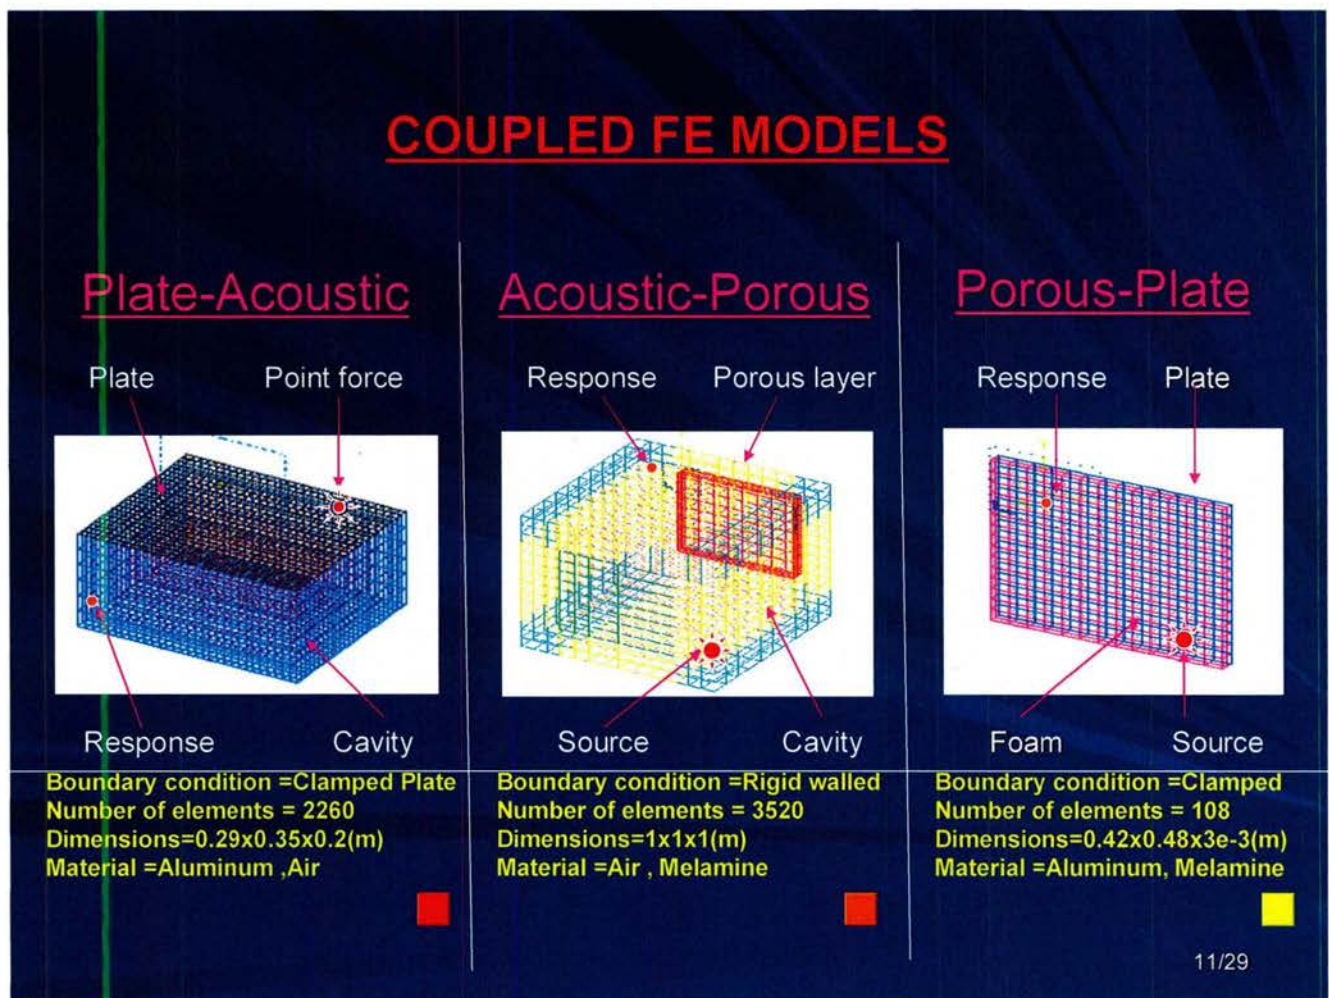 COUPLED FE MODELS
Plate-Acoustic
Plate
Point force
Response
Cavity
Boundary condition =Clamped Plate
Number of elements = 2260
Dimensions=0.29x0.35x0.2(m)
Material =Aluminum ,Air
Acoustic-Porous
Response
Porous layer
Source
Cavity
Boundary condition =Rigid walled
Number of elements = 3520
Dimensions=1x1x1(m)
Material =Air , Melamine
Porous-Plate
Response
Plate
Foam
Source
Boundary condition =Clamped
Number of elements = 108
Dimensions=0.42x0.48x3e-3(m)
Material =Aluminum, Melamine
11/29